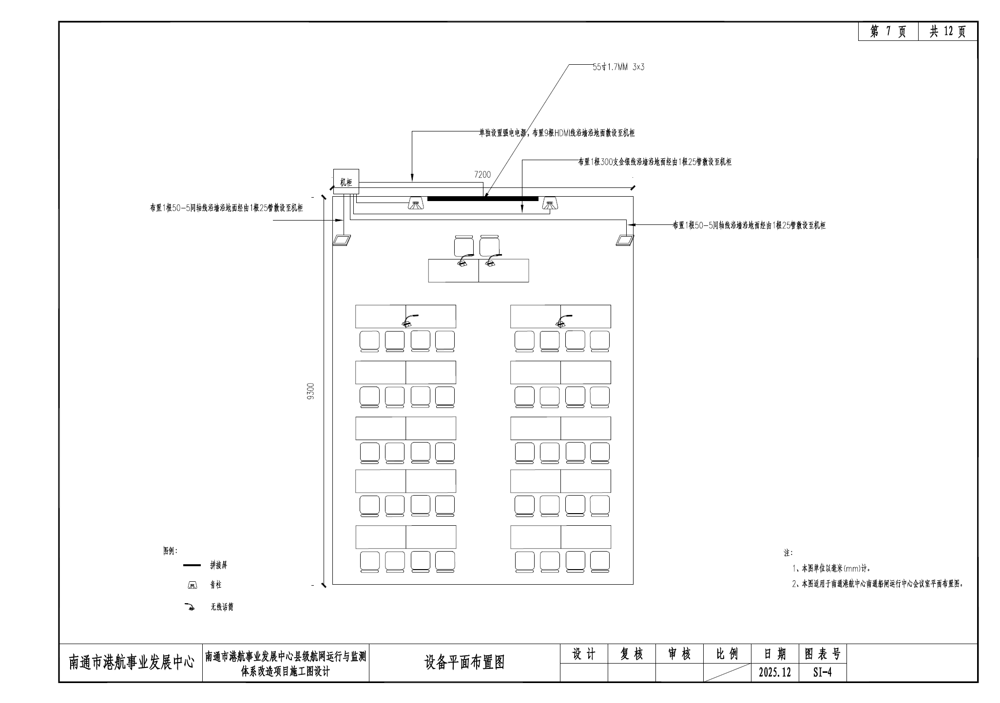 第 7 页 共 12 页
55寸1.7MM 3x3
单独设置强电电源，布置9根HDMI线沿墙沿地面敷设至机柜
布置1根300支金银线沿墙沿地面经由1根25管敷设至机柜
7200
机柜
布置1根50-5同轴线沿墙沿地面经由1根25管敷设至机柜
布置1根50-5同轴线沿墙沿地面经由1根25管敷设至机柜
9300
图例：
拼接屏
音柱
无线话筒
注：
1、本图单位以毫米(mm)计。
2、本图适用于南通港航中心南通船闸运行中心会议室平面布置图。
南通市港航事业发展中心
南通市港航事业发展中心县级航网运行与监测
体系改造项目施工图设计
设备平面布置图
设 计 复 核 审 核 比 例 日 期 图 表 号
2025.12 SI-4